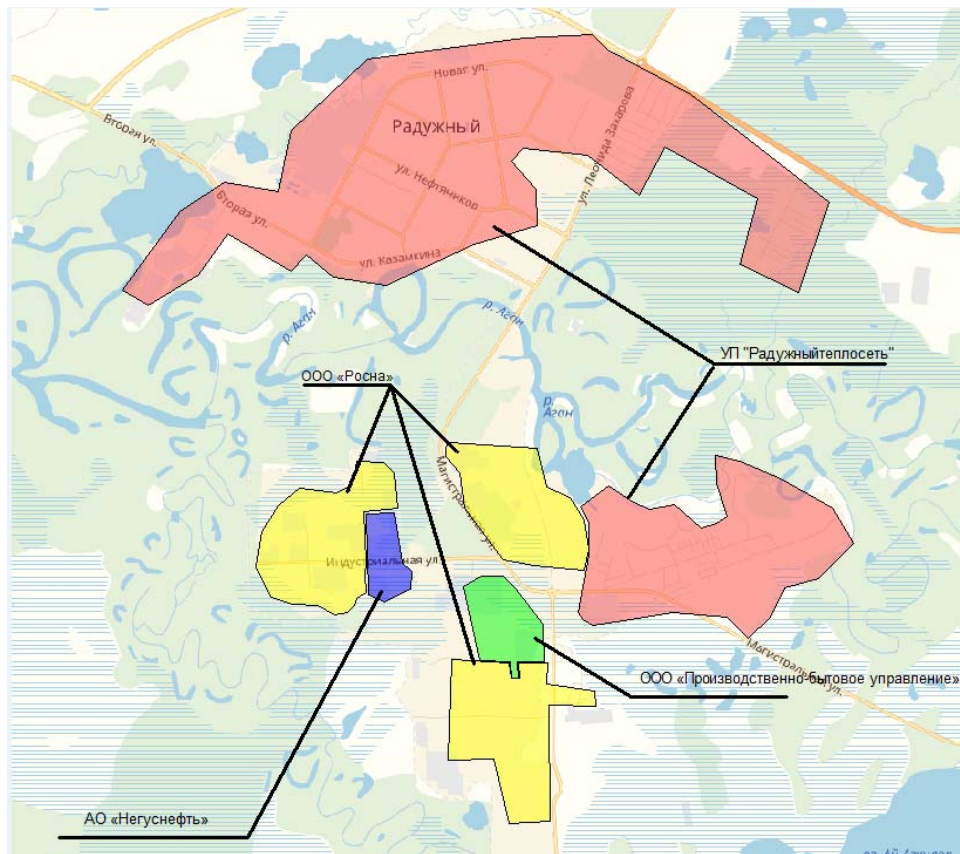 Новая ул.
Вторая ул.
Радужный
ул. Леонида Захарова
ул. Нефтяников
Вторая ул.
ул. Казамкинз
р. Аган
р. Аган
УП "Радужныйтеплосеть"
ООО «Росна»
р. Аган
Магистральная ул.
Индустриальная ул.
Магистральная ул.
ООО «Производственно-бытовое управление»
АО «Негуснефть»